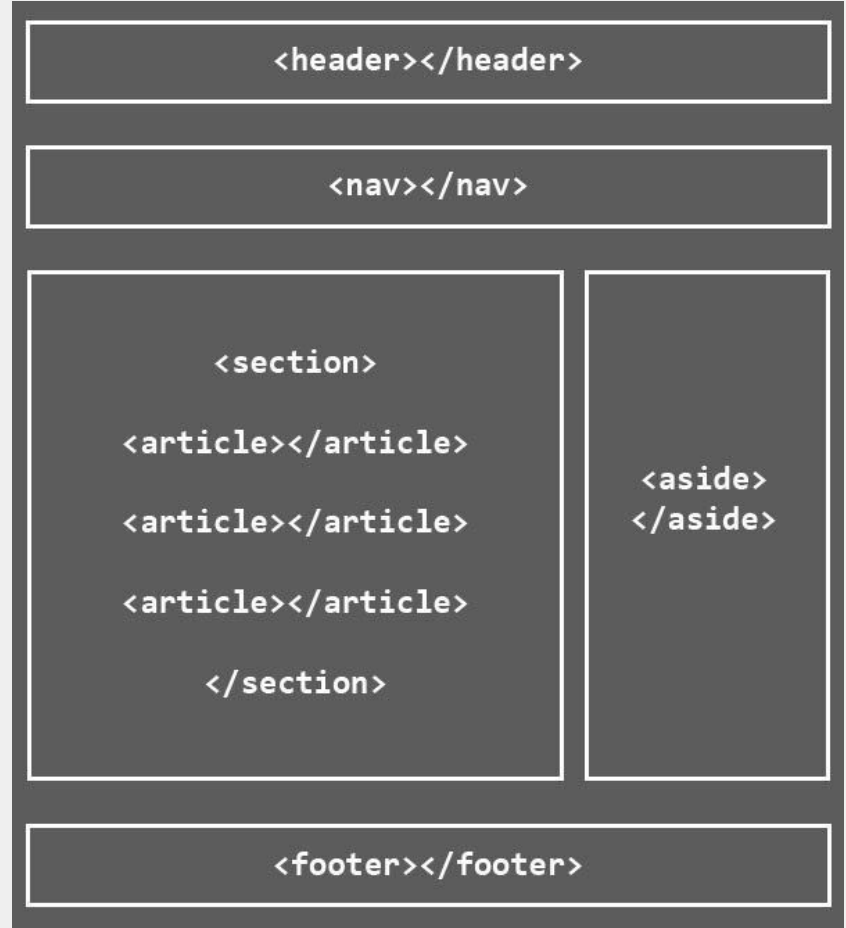 <header></header>
<nav></nav>
<section>
<article></article>
<article></article>
<article></article>
</section>
<aside>
</aside>
<footer></footer>